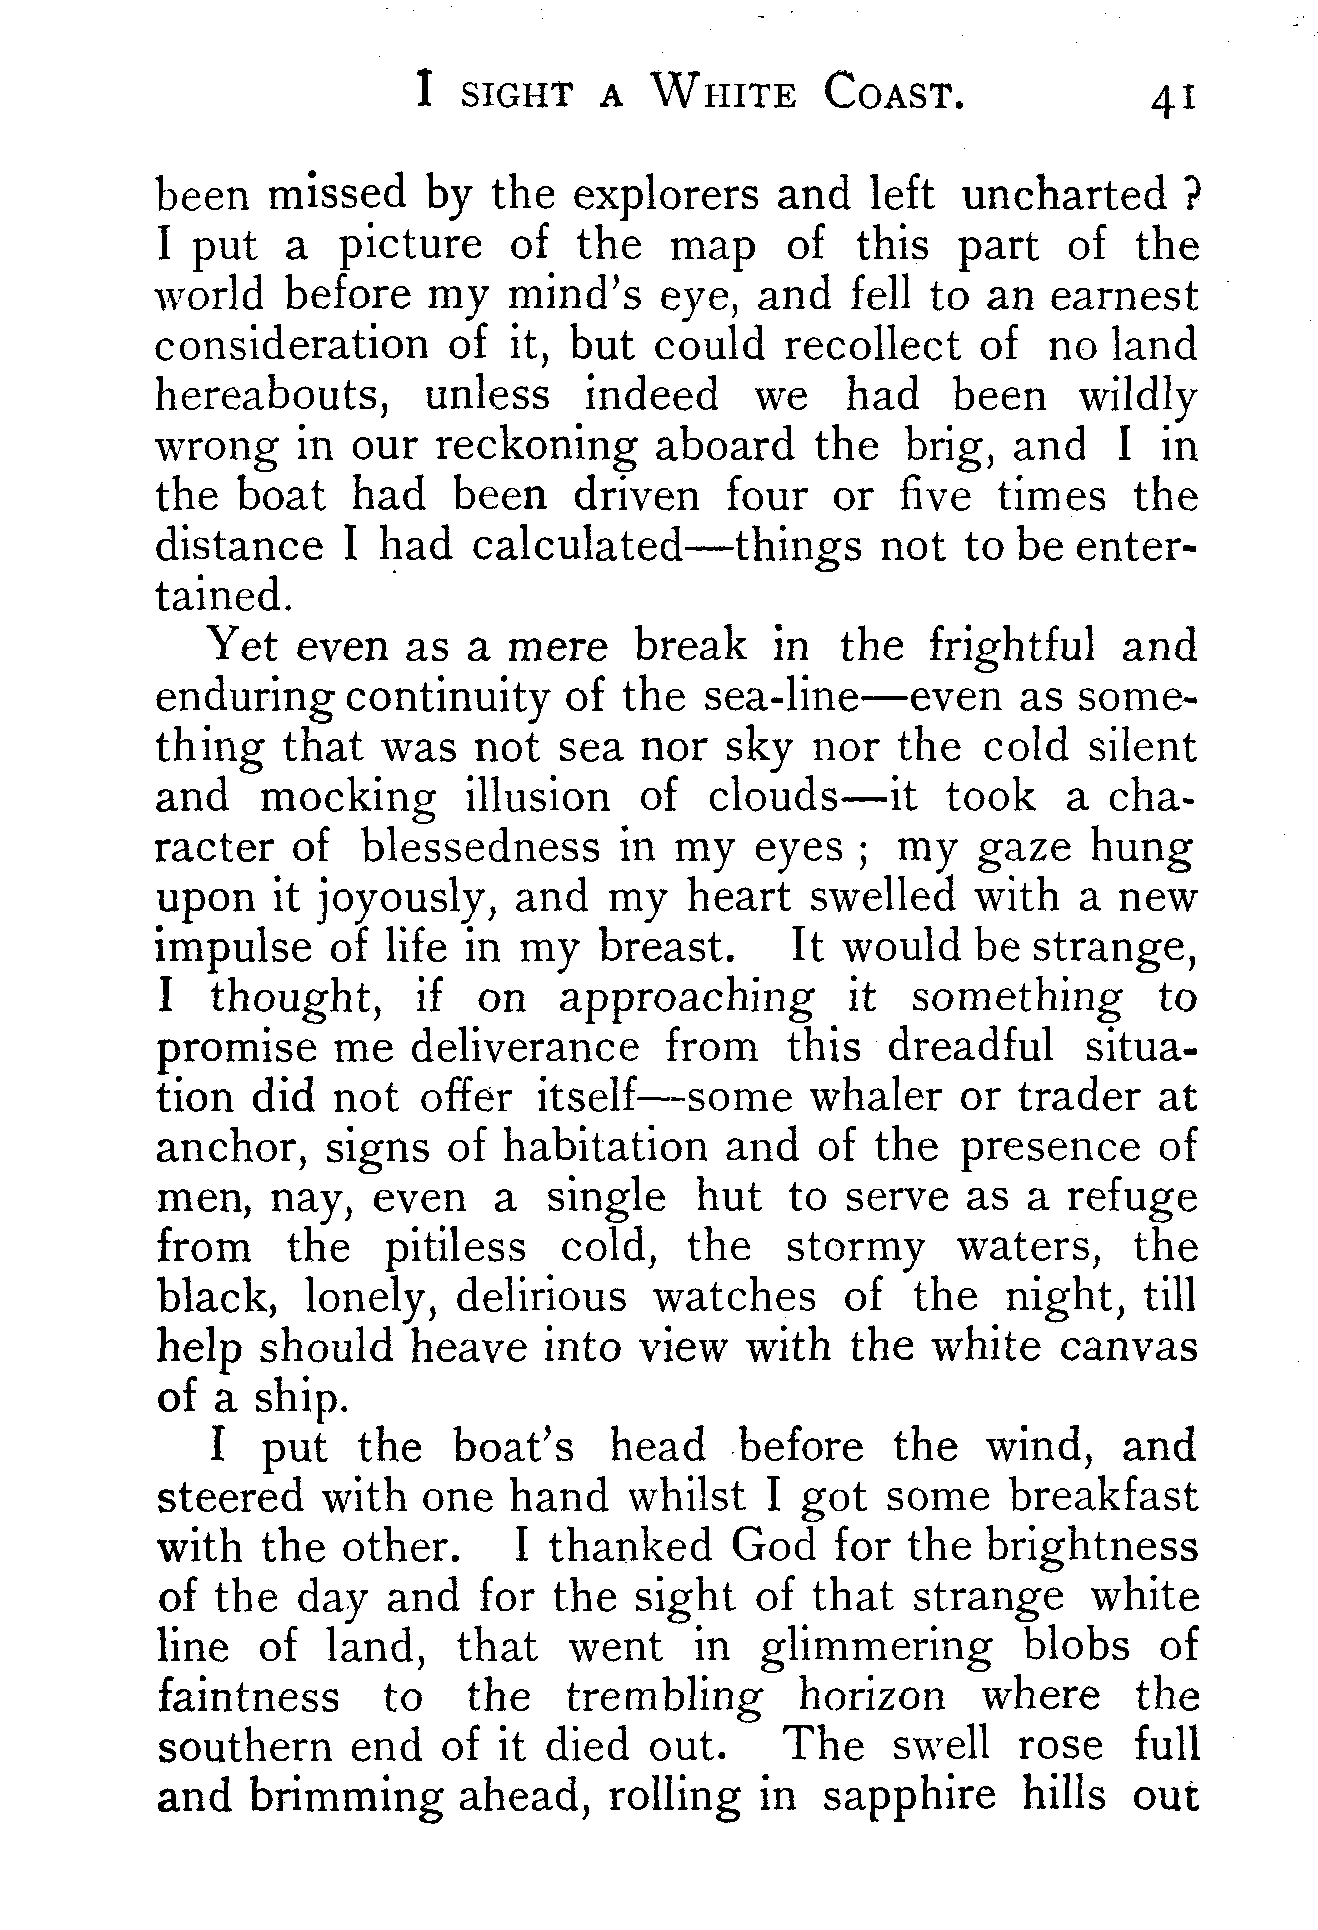 I SIGHT A WHITE COAST. 41
been missed by the explorers and left uncharted ?
I put a picture of the map of this part of the
world before my mind's eye, and fell to an earnest
consideration of it, but could recollect of no land
hereabouts, unless indeed we had been wildly
wrong in our reckoning aboard the brig, and I in
the boat had been driven four or five times the
distance I had calculated—things not to be enter-
tained.
Yet even as a mere break in the frightful and
enduring continuity of the sea-line—even as some-
thing that was not sea nor sky nor the cold silent
and mocking illusion of clouds—it took a cha-
racter of blessedness in my eyes ; my gaze hung
upon it joyously, and my heart swelled with a new
impulse of life in my breast. It would be strange,
I thought, if on approaching it something to
promise me deliverance from this dreadful situa-
tion did not offer itself—some whaler or trader at
anchor, signs of habitation and of the presence of
men, nay, even a single hut to serve as a refuge
from the pitiless cold, the stormy waters, the
black, lonely, delirious watches of the night, till
help should heave into view with the white canvas
of a ship.
I put the boat's head before the wind, and
steered with one hand whilst I got some breakfast
with the other. I thanked God for the brightness
of the day and for the sight of that strange white
line of land, that went in glimmering blobs of
faintness to the trembling horizon where the
southern end of it died out. The swell rose full
and brimming ahead, rolling in sapphire hills out